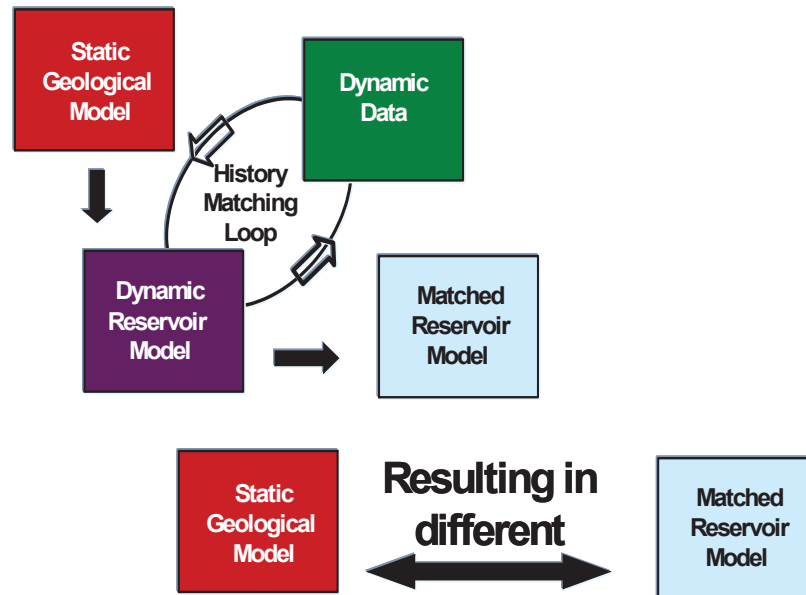 Static
Geological
Model
Dynamic
Data
History
Matching
Loop
Dynamic
Reservoir
Model
Matched
Reservoir
Model
Static
Geological
Model
Resulting in
different
Matched
Reservoir
Model